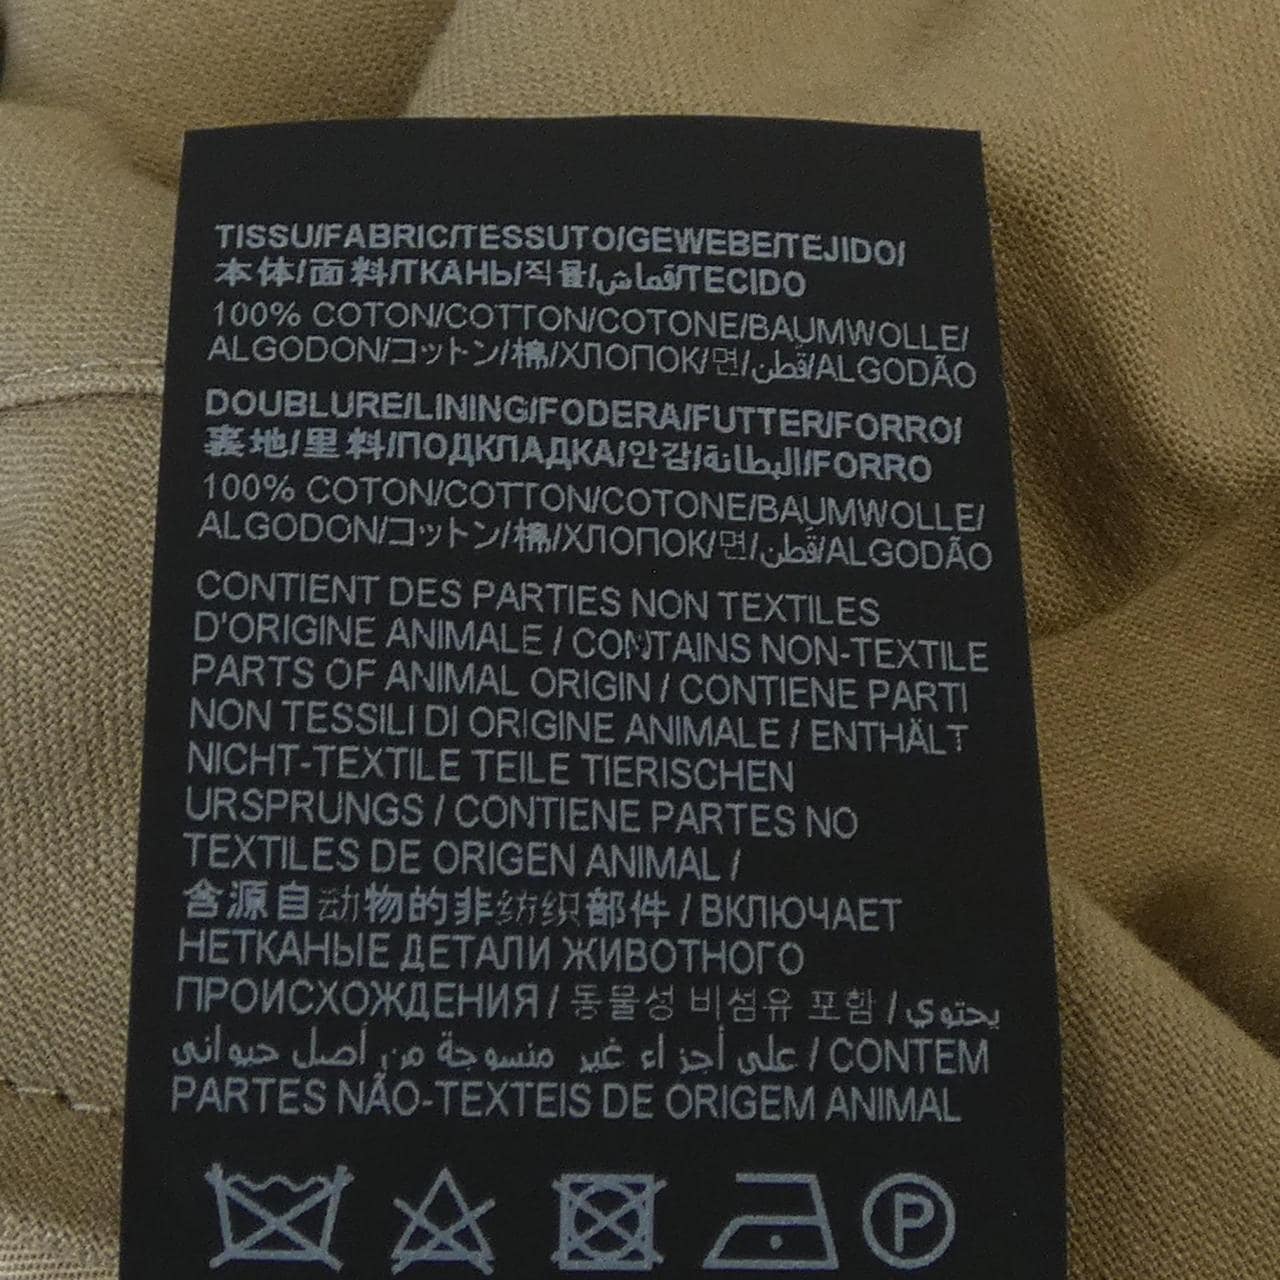 TISSU/FABRIC/TESSUTO/GEWEBE/TEJIDO/
本体/面料/ТКАНЬ/직물/قماش/TECIDO
100% COTON/COTTON/COTONE/BAUMWOLLE/
ALGODON/コットン/棉/ХЛОПОК/면/قطن/ALGODÃO
DOUBLURE/LINING/FODERA/FUTTER/FORRO/
裏地/里料/ПОДКЛАДКА/안감/البطانة/FORRO
100% COTON/COTTON/COTONE/BAUMWOLLE/
ALGODON/コットン/棉/ХЛОПОК/면/قطن/ALGODÃO
CONTIENT DES PARTIES NON TEXTILES
D'ORIGINE ANIMALE / CONTAINS NON-TEXTILE
PARTS OF ANIMAL ORIGIN / CONTIENE PARTI
NON TESSILI DI ORIGINE ANIMALE / ENTHÄLT
NICHT-TEXTILE TEILE TIERISCHEN
URSPRUNGS / CONTIENE PARTES NO
TEXTILES DE ORIGEN ANIMAL /
含源自动物的非纺织部件 / ВКЛЮЧАЕТ
НЕТКАНЫЕ ДЕТАЛИ ЖИВОТНОГО
ПРОИСХОЖДЕНИЯ / 동물성 비섬유 포함 / يحتوي
على أجزاء غير منسوجة من أصل حيواني / CONTEM
PARTES NÃO-TEXTEIS DE ORIGEM ANIMAL
P